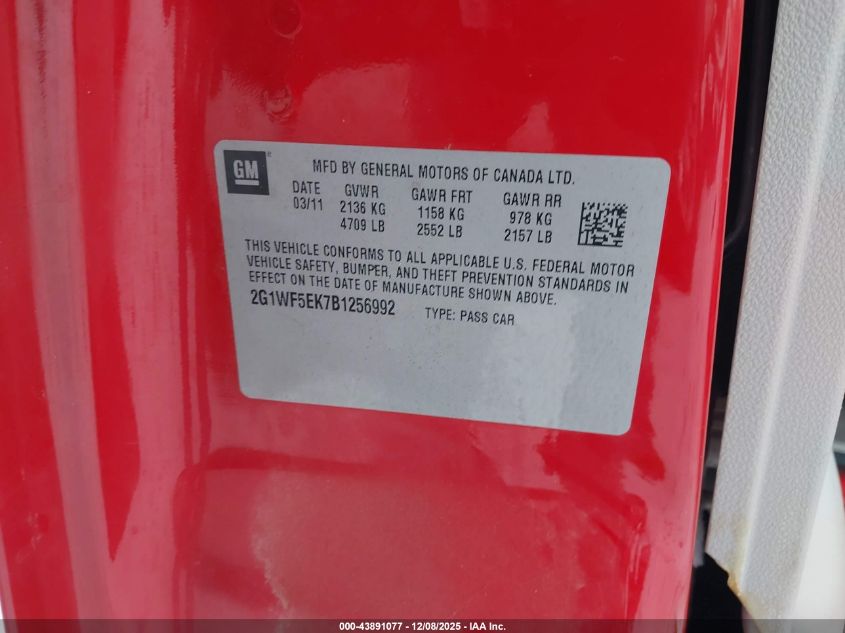 GM
MFD BY GENERAL MOTORS OF CANADA LTD.
DATE GVWR GAWR FRT GAWR RR
03/11 2136 KG 1158 KG 978 KG
4709 LB 2552 LB 2157 LB
THIS VEHICLE CONFORMS TO ALL APPLICABLE U.S. FEDERAL MOTOR
VEHICLE SAFETY, BUMPER, AND THEFT PREVENTION STANDARDS IN
EFFECT ON THE DATE OF MANUFACTURE SHOWN ABOVE.
2G1WF5EK7B1256992 TYPE: PASS CAR
000-43891077 - 12/08/2025 - IAA Inc.